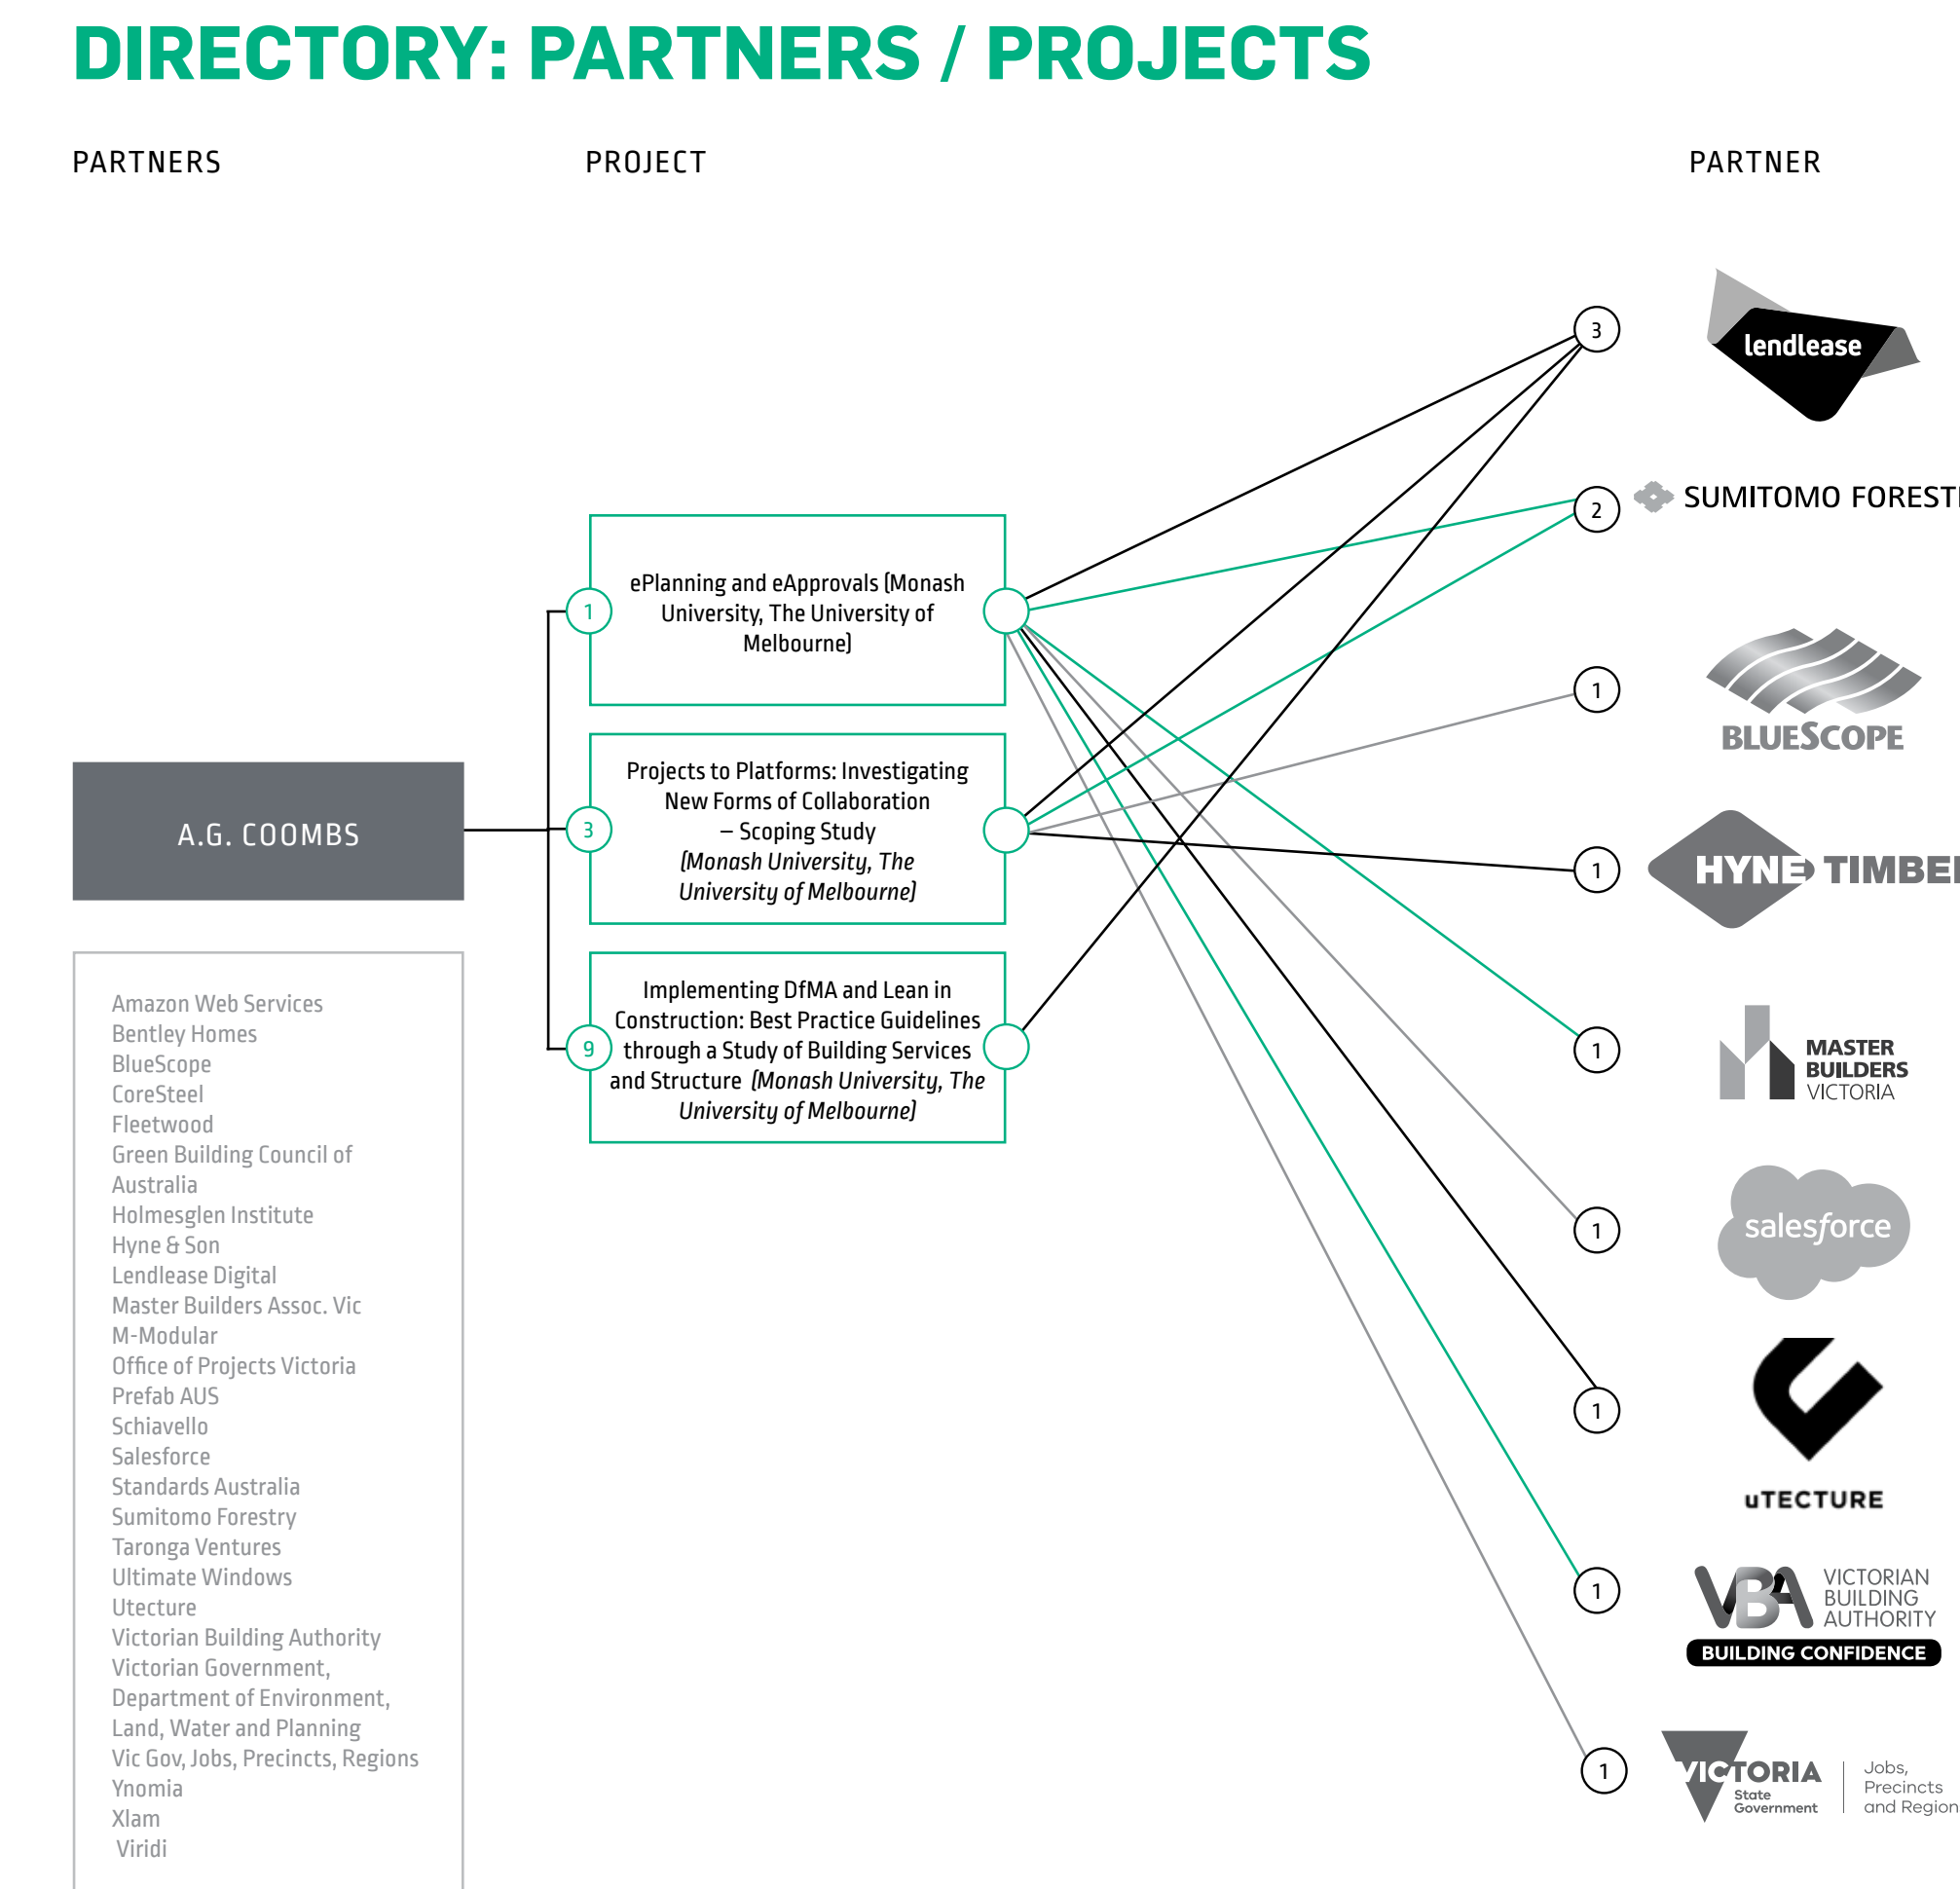 DIRECTORY: PARTNERS / PROJECTS
PARTNERS
PROJECT
PARTNER
A.G. COOMBS
Amazon Web Services
Bentley Homes
BlueScope
CoreSteel
Fleetwood
Green Building Council of
Australia
Holmesglen Institute
Hyne & Son
Lendlease Digital
Master Builders Assoc. Vic
M-Modular
Office of Projects Victoria
Prefab AUS
Schiavello
Salesforce
Standards Australia
Sumitomo Forestry
Taronga Ventures
Ultimate Windows
Utecture
Victorian Building Authority
Victorian Government,
Department of Environment,
Land, Water and Planning
Vic Gov, Jobs, Precincts, Regions
Ynomia
Xlam
Viridi
1
ePlanning and eApprovals (Monash
University, The University of
Melbourne)
3
Projects to Platforms: Investigating
New Forms of Collaboration
– Scoping Study
(Monash University, The
University of Melbourne)
9
Implementing DfMA and Lean in
Construction: Best Practice Guidelines
through a Study of Building Services
and Structure (Monash University, The
University of Melbourne)
3
lendlease
2
SUMITOMO
1
BLUESCOPE
1
HYNE
1
MASTER
BUILDERS
VICTORIA
1
salesforce
1
uTECTURE
1
VBA
VICTORIAN
BUILDING
AUTHORITY
BUILDING CONFIDENCE
1
VICTORIA
State
Government
Jobs,
Precincts
and Region